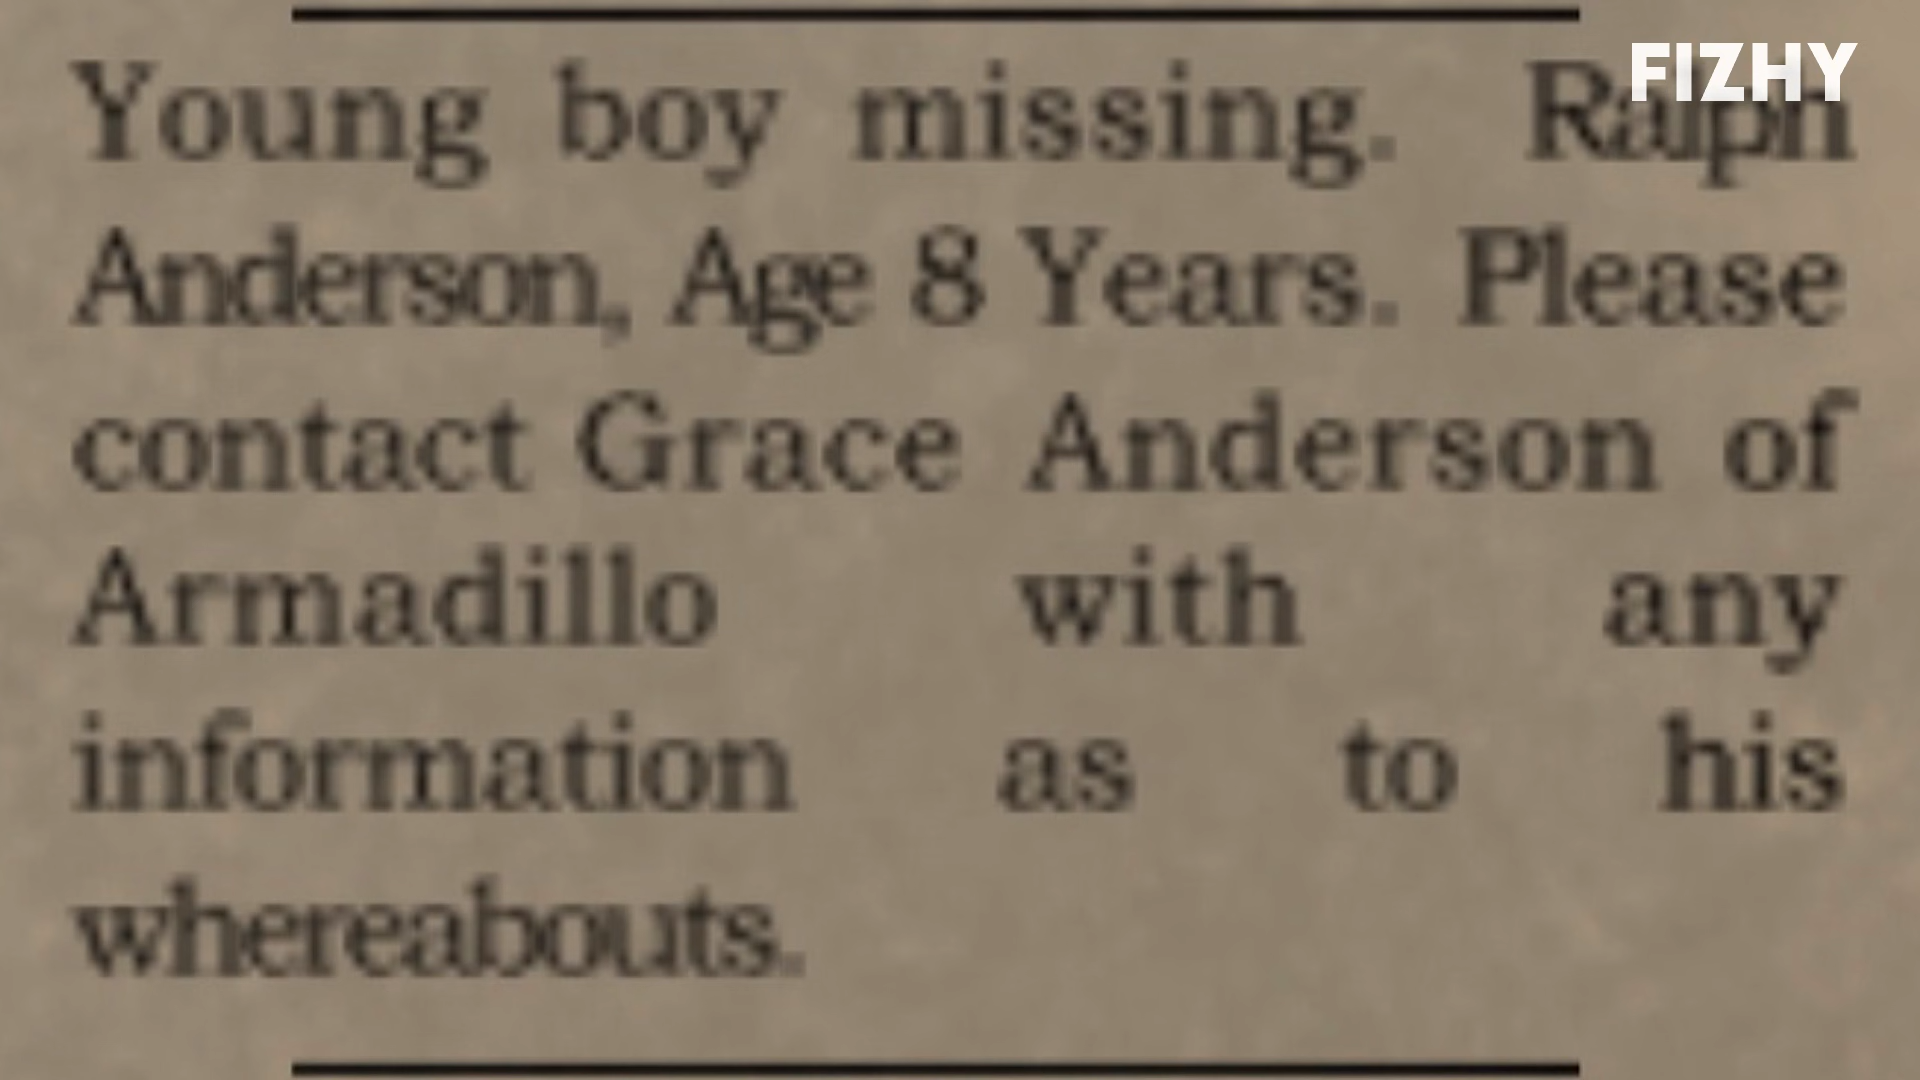 FIZHY
Young boy missing. Ralph
Anderson, Age 8 Years. Please
contact Grace Anderson of
Armadillo with any
information as to his
whereabouts.